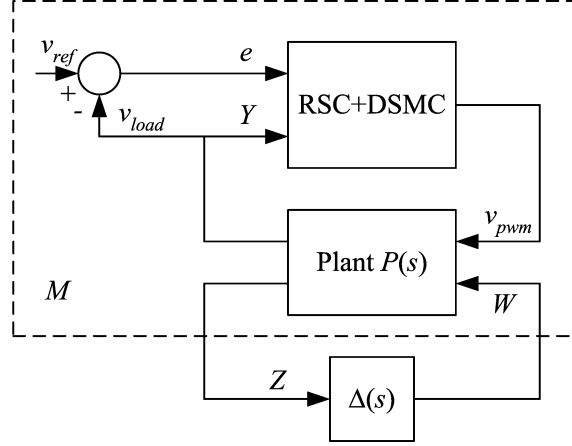 v_ref
e
+
-
v_load
Y
RSC+DSMC
v_pwm
Plant P(s)
M
W
Z
Δ(s)